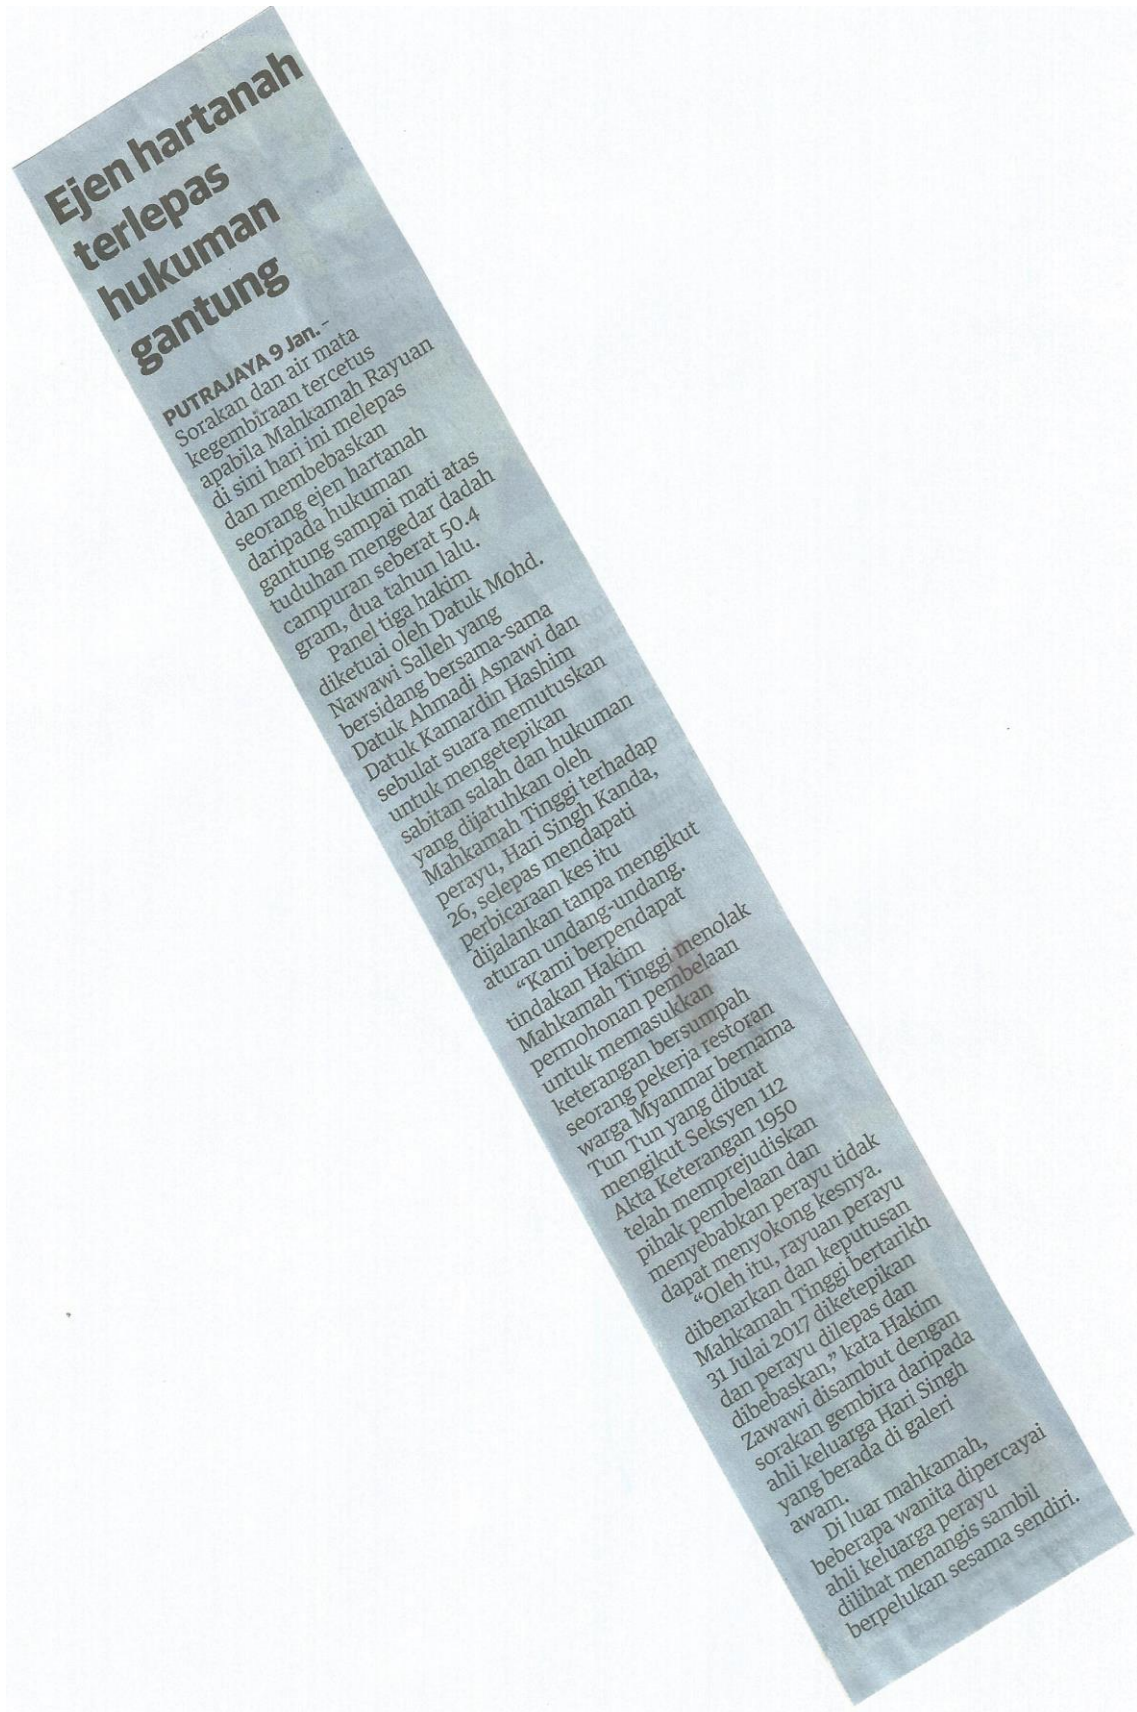 Ejen hartanah
terlepas
hukuman
gantung
PUTRAJAYA 9 Jan. –
Sorakan dan air mata
kegembiraan tercetus
apabila Mahkamah Rayuan
di sini hari ini melepas
dan membebaskan
seorang ejen hartanah
daripada hukuman
gantung sampai mati atas
tuduhan mengedar dadah
campuran seberat 50.4
gram, dua tahun lalu.
Panel tiga hakim
diketuai oleh Datuk Mohd.
Nawawi Salleh yang
bersidang bersama-sama
Datuk Ahmadi Asnawi dan
Datuk Kamardin Hashim
sebulat suara memutuskan
untuk mengetepikan
sabitan salah dan hukuman
yang dijatuhkan oleh
Mahkamah Tinggi terhadap
perayu, Hari Singh Kanda,
26, selepas mendapati
perbicaraan kes itu
dijalankan tanpa mengikut
aturan undang-undang.
“Kami berpendapat
tindakan Hakim
Mahkamah Tinggi menolak
permohonan pembelaan
untuk memasukkan
keterangan bersumpah
seorang pekerja restoran
warga Myanmar bernama
Tun Tun yang dibuat
mengikut Seksyen 112
Akta Keterangan 1950
telah memprejudiskan
pihak pembelaan dan
menyebabkan perayu tidak
dapat menyokong kesnya.
“Oleh itu, rayuan perayu
dibenarkan dan keputusan
Mahkamah Tinggi bertarikh
31 Julai 2017 diketepikan
dan perayu dilepas dan
dibebaskan,” kata Hakim
Zawawi disambut dengan
sorakan gembira daripada
ahli keluarga Hari Singh
yang berada di galeri
awam.
Di luar mahkamah,
beberapa wanita dipercayai
ahli keluarga perayu
dilihat menangis sambil
berpelukan sesama sendiri.